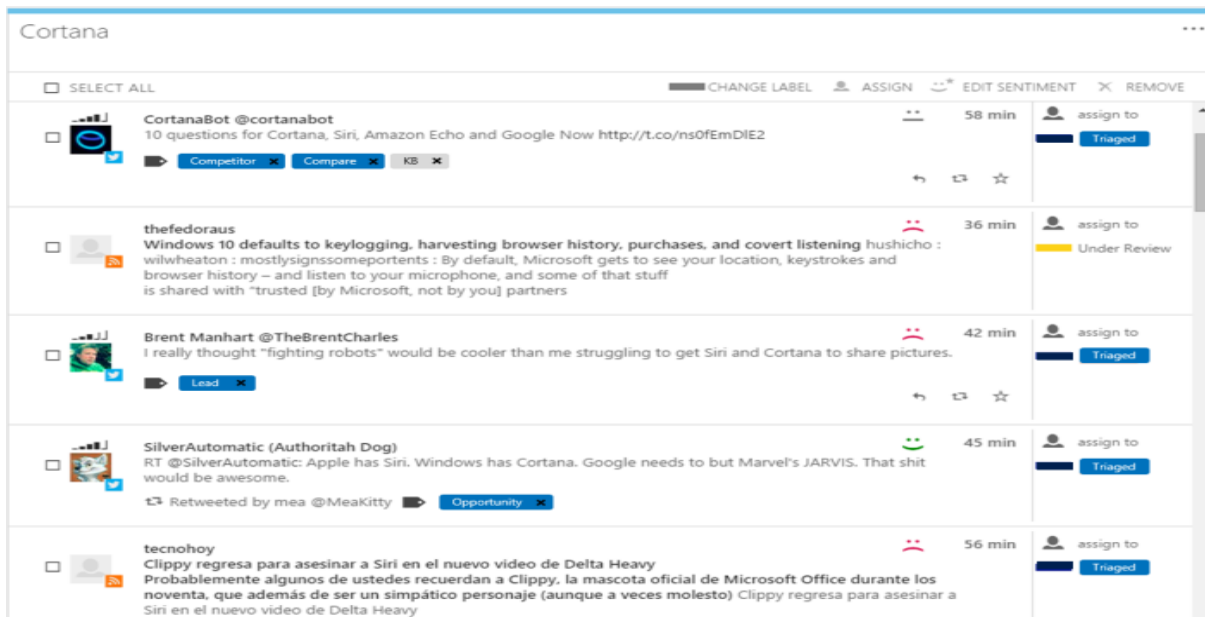 Cortana
SELECT ALL CHANGE LABEL ASSIGN EDIT SENTIMENT REMOVE
CortanaBot @cortanabot 58 min assign to
10 questions for Cortana, Siri, Amazon Echo and Google Now http://t.co/ns0fEmDlE2 Triaged
Competitor Compare KB
thefedoraus 36 min assign to
Windows 10 defaults to keylogging, harvesting browser history, purchases, and covert listening hushicho : Under Review
wilwheaton : mostlysignssomeportents : By default, Microsoft gets to see your location, keystrokes and
browser history – and listen to your microphone, and some of that stuff
is shared with "trusted [by Microsoft, not by you] partners
Brent Manhart @TheBrentCharles 42 min assign to
I really thought "fighting robots" would be cooler than me struggling to get Siri and Cortana to share pictures. Triaged
Lead
SilverAutomatic (Authoritah Dog) 45 min assign to
RT @SilverAutomatic: Apple has Siri. Windows has Cortana. Google needs to but Marvel's JARVIS. That shit Triaged
would be awesome.
Retweeted by mea @MeaKitty Opportunity
tecnohoy 56 min assign to
Clippy regresa para asesinar a Siri en el nuevo video de Delta Heavy Triaged
Probablemente algunos de ustedes recuerdan a Clippy, la mascota oficial de Microsoft Office durante los
noventa, que además de ser un simpático personaje (aunque a veces molesto) Clippy regresa para asesinar a
Siri en el nuevo video de Delta Heavy